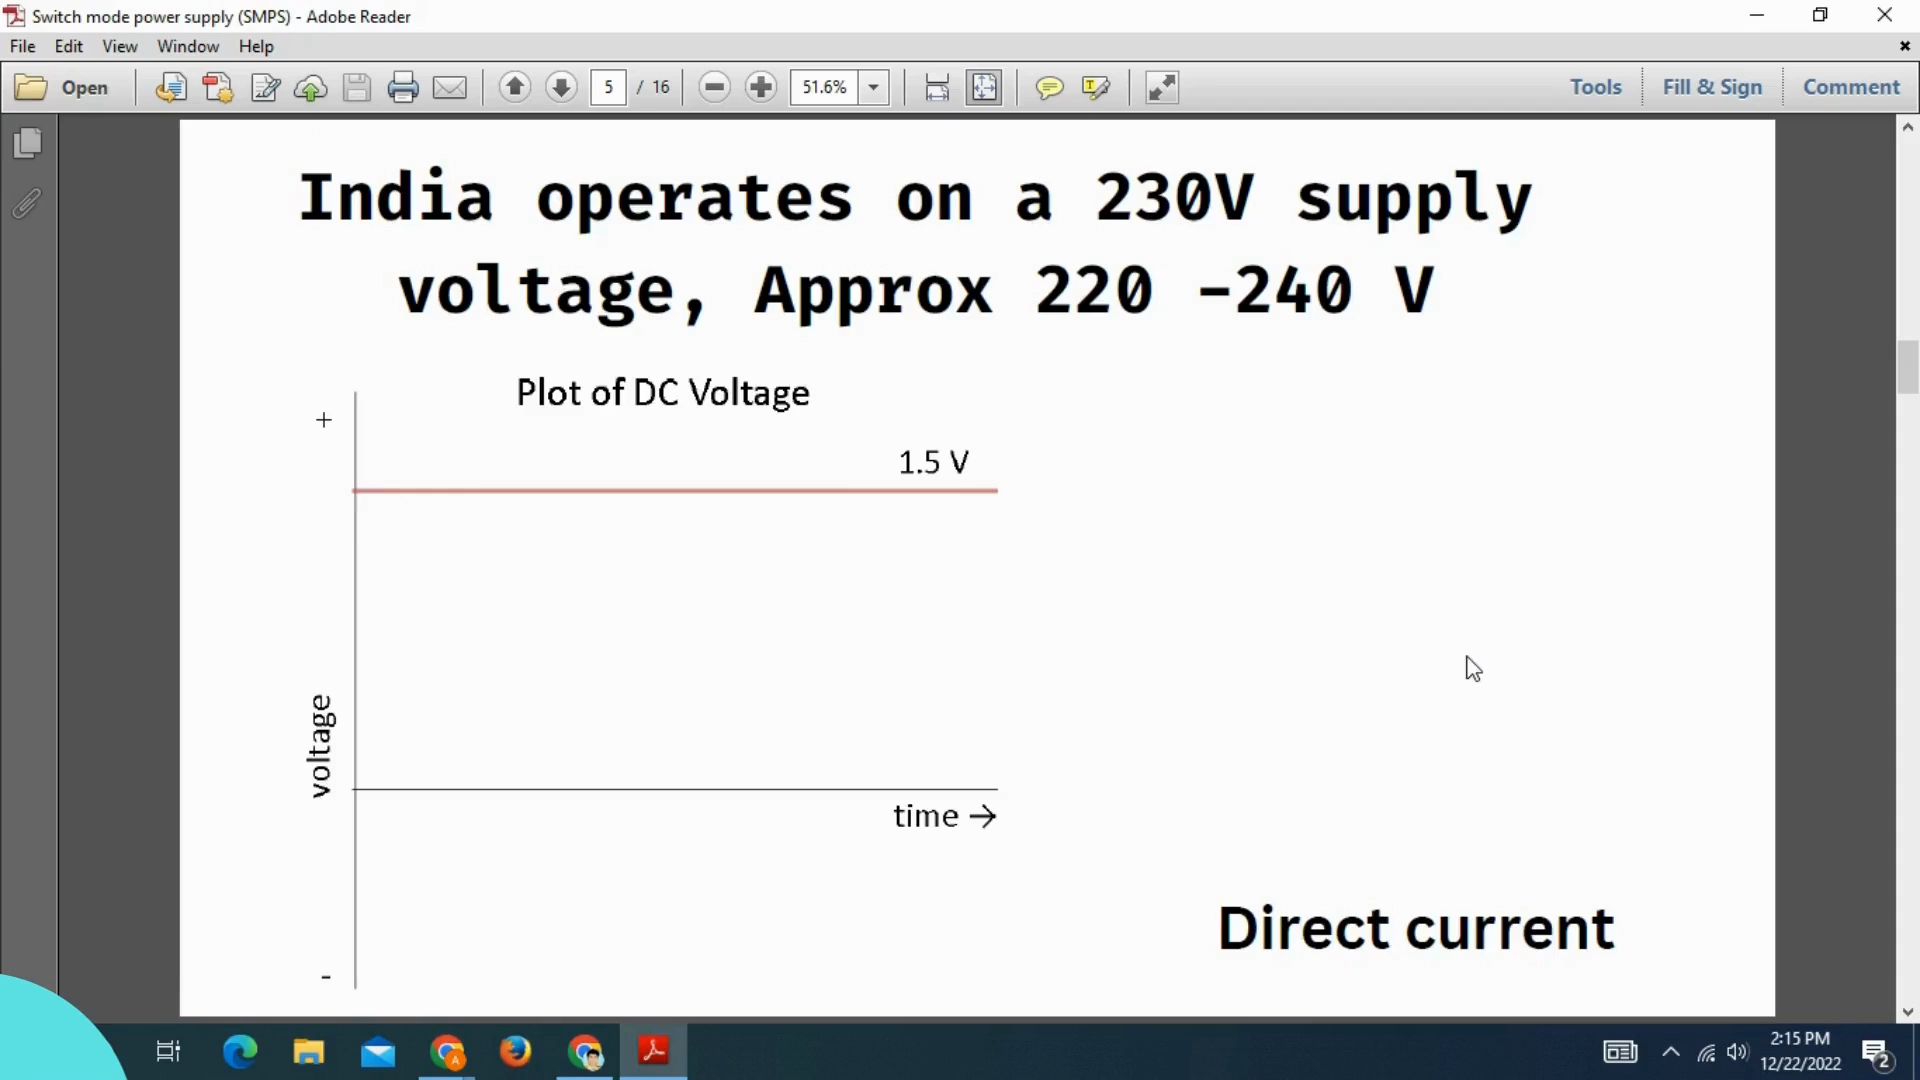 Switch mode power supply (SMPS) - Adobe Reader
File Edit View Window Help
Open 5 / 16 51.6% Tools Fill & Sign Comment
India operates on a 230V supply
voltage, Approx 220 -240 V
Plot of DC Voltage
+
1.5 V
voltage
time →
Direct current
-
2:15 PM
12/22/2022
2